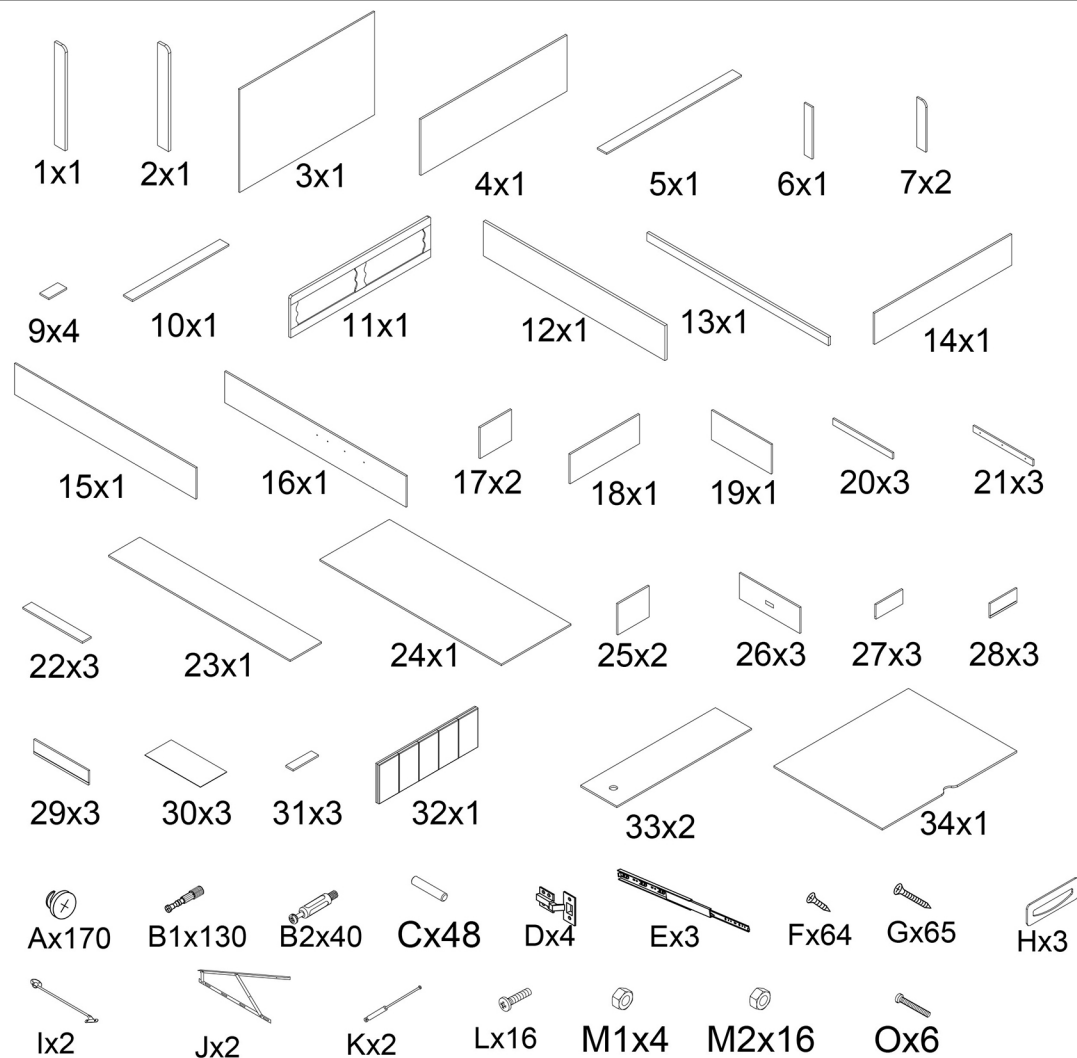 1x1
2x1
3x1
4x1
5x1
6x1
7x2
9x4
10x1
11x1
12x1
13x1
14x1
15x1
16x1
17x2
18x1
19x1
20x3
21x3
22x3
23x1
24x1
25x2
26x3
27x3
28x3
29x3
30x3
31x3
32x1
33x2
34x1
Ax170
B1x130
B2x40
Cx48
Dx4
Ex3
Fx64
Gx65
Hx3
Ix2
Jx2
Kx2
Lx16
M1x4
M2x16
Ox6